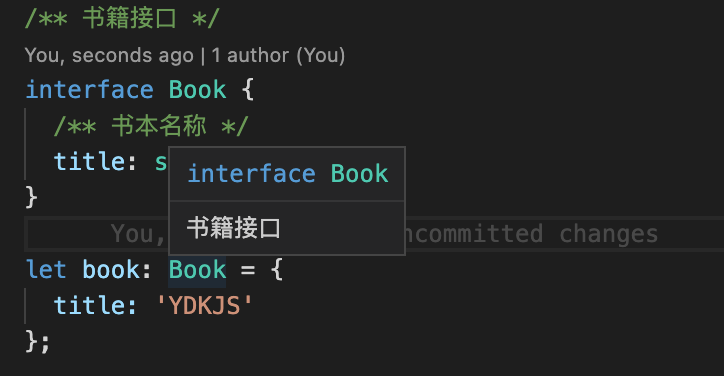 /** 书籍接口 */
You, seconds ago | 1 author (You)
interface Book {
/** 书本名称 */
title: s
interface Book
}
书籍接口
You, ncommitted changes
let book: Book = {
title: 'YDKJS'
};